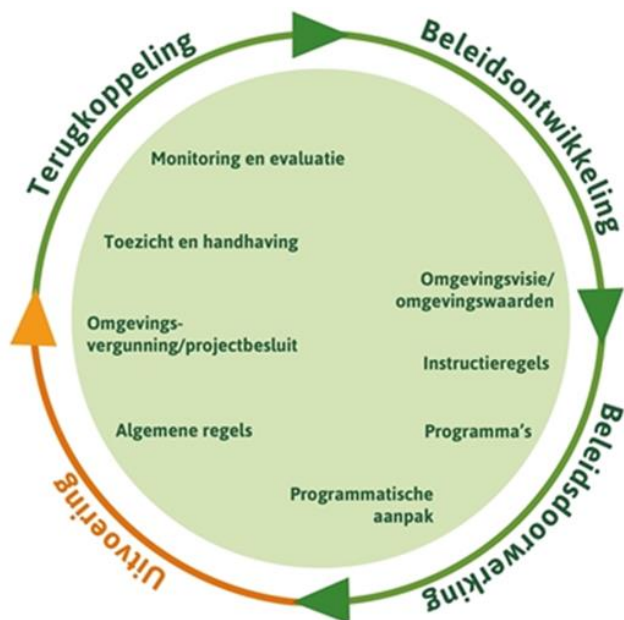 Terugkoppeling
Beleidsontwikkeling
Monitoring en evaluatie
Toezicht en handhaving
Omgevingsvisie/
omgevingswaarden
Omgevings-
vergunning/projectbesluit
Instructieregels
Algemene regels
Programma's
Programmatische
aanpak
Uitvoering
Beleidsdoorwerking